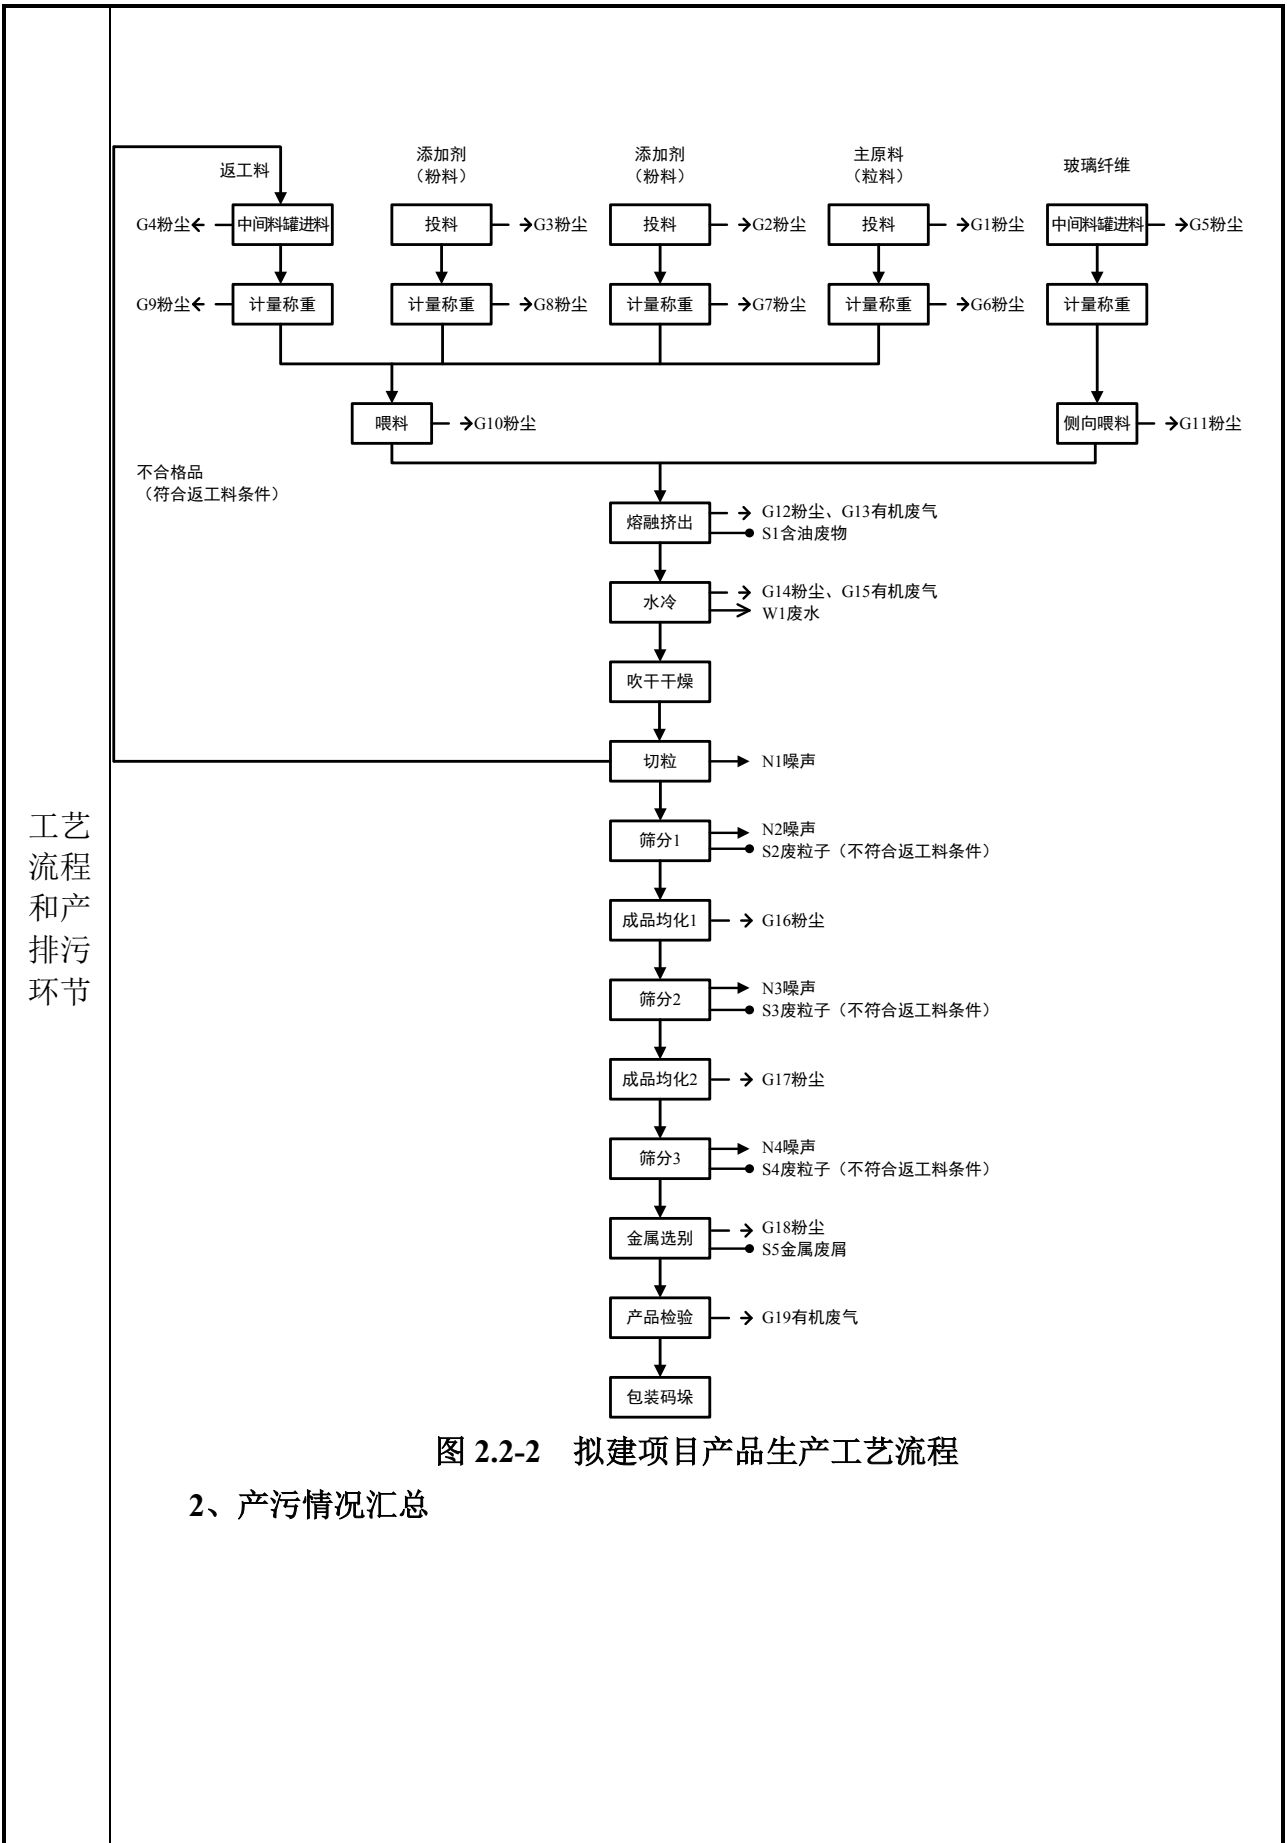 工艺
流程
和产
排污
环节
返工料
添加剂
（粉料）
添加剂
（粉料）
主原料
（粒料）
玻璃纤维
G4粉尘
中间料罐进料
投料
G3粉尘
投料
G2粉尘
投料
G1粉尘
中间料罐进料
G5粉尘
G9粉尘
计量称重
计量称重
G8粉尘
计量称重
G7粉尘
计量称重
G6粉尘
计量称重
喂料
G10粉尘
侧向喂料
G11粉尘
不合格品
（符合返工料条件）
熔融挤出
G12粉尘、G13有机废气
S1含油废物
水冷
G14粉尘、G15有机废气
W1废水
吹干干燥
切粒
N1噪声
筛分1
N2噪声
S2废粒子（不符合返工料条件）
成品均化1
G16粉尘
筛分2
N3噪声
S3废粒子（不符合返工料条件）
成品均化2
G17粉尘
筛分3
N4噪声
S4废粒子（不符合返工料条件）
金属选别
G18粉尘
S5金属废屑
产品检验
G19有机废气
包装码垛
图 2.2-2 拟建项目产品生产工艺流程
2、产污情况汇总